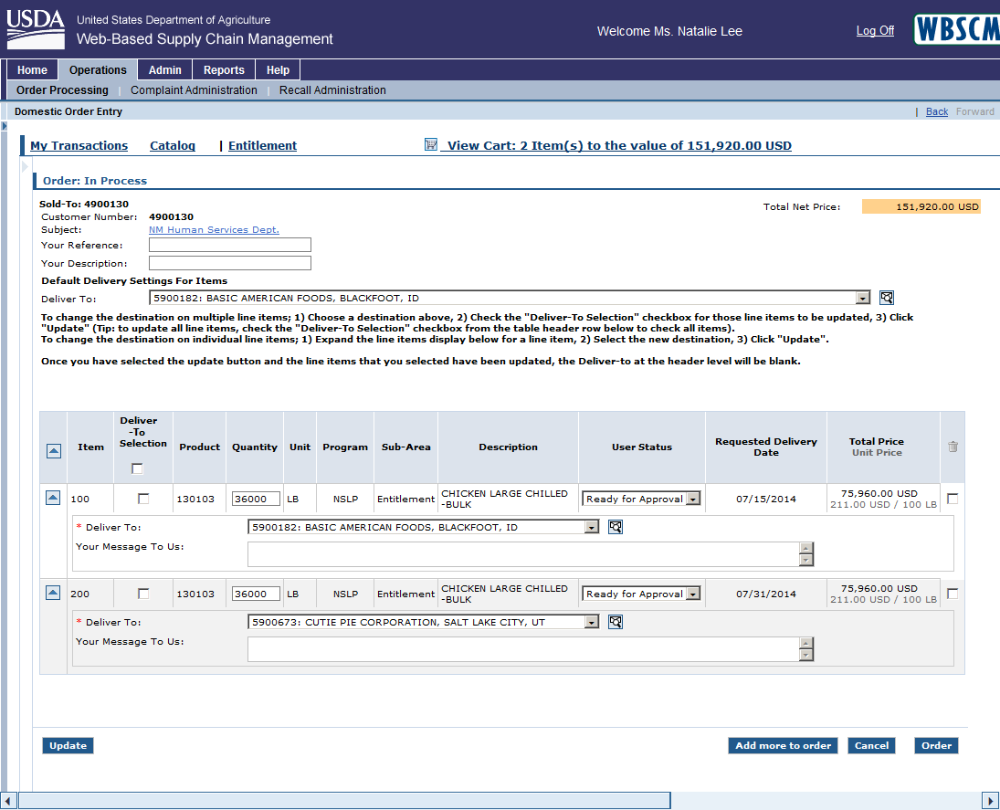 USDA
United States Department of Agriculture
Web-Based Supply Chain Management
Welcome Ms. Natalie Lee
Log Off
WBSCM
Home
Operations
Admin
Reports
Help
Order Processing | Complaint Administration | Recall Administration
Domestic Order Entry
| Back Forward
My Transactions Catalog | Entitlement
View Cart: 2 Item(s) to the value of 151,920.00 USD
Order: In Process
Sold-To: 4900130
Total Net Price: 151,920.00 USD
Customer Number: 4900130
Subject: NM Human Services Dept.
Your Reference:
Your Description:
Default Delivery Settings For Items
Deliver To: 5900182: BASIC AMERICAN FOODS, BLACKFOOT, ID
To change the destination on multiple line items; 1) Choose a destination above, 2) Check the "Deliver-To Selection" checkbox for those line items to be updated, 3) Click
"Update" (Tip: to update all line items, check the "Deliver-To Selection" checkbox from the table header row below to check all items).
To change the destination on individual line items; 1) Expand the line items display below for a line item, 2) Select the new destination, 3) Click "Update".
Once you have selected the update button and the line items that you selected have been updated, the Deliver-to at the header level will be blank.
Item
Deliver
-To
Selection
Product
Quantity
Unit
Program
Sub-Area
Description
User Status
Requested Delivery
Date
Total Price
Unit Price
100
130103
36000
LB
NSLP
Entitlement
CHICKEN LARGE CHILLED
-BULK
Ready for Approval
07/15/2014
75,960.00 USD
211.00 USD / 100 LB
* Deliver To: 5900182: BASIC AMERICAN FOODS, BLACKFOOT, ID
Your Message To Us:
200
130103
36000
LB
NSLP
Entitlement
CHICKEN LARGE CHILLED
-BULK
Ready for Approval
07/31/2014
75,960.00 USD
211.00 USD / 100 LB
* Deliver To: 5900673: CUTIE PIE CORPORATION, SALT LAKE CITY, UT
Your Message To Us:
Update
Add more to order
Cancel
Order